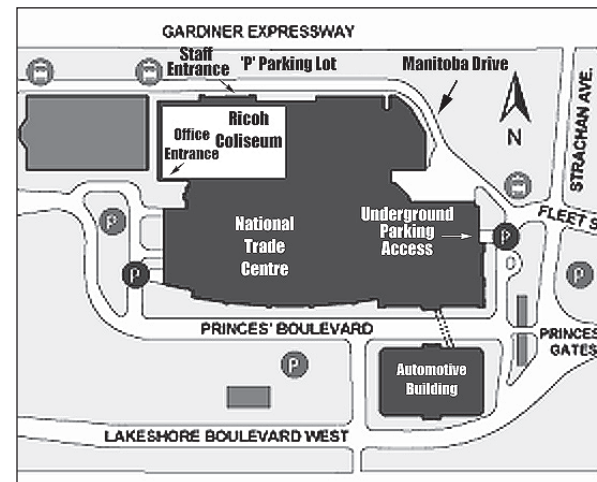 GARDINER EXPRESSWAY
Staff
Entrance
'P' Parking Lot
Manitoba Drive
STRACHAN AVE.
Ricoh
Coliseum
Office
Entrance
N
P
National
Trade
Centre
Underground
Parking
Access
P
FLEET S
P
P
PRINCES' BOULEVARD
PRINCES
GATES
P
Automotive
Building
LAKESHORE BOULEVARD WEST